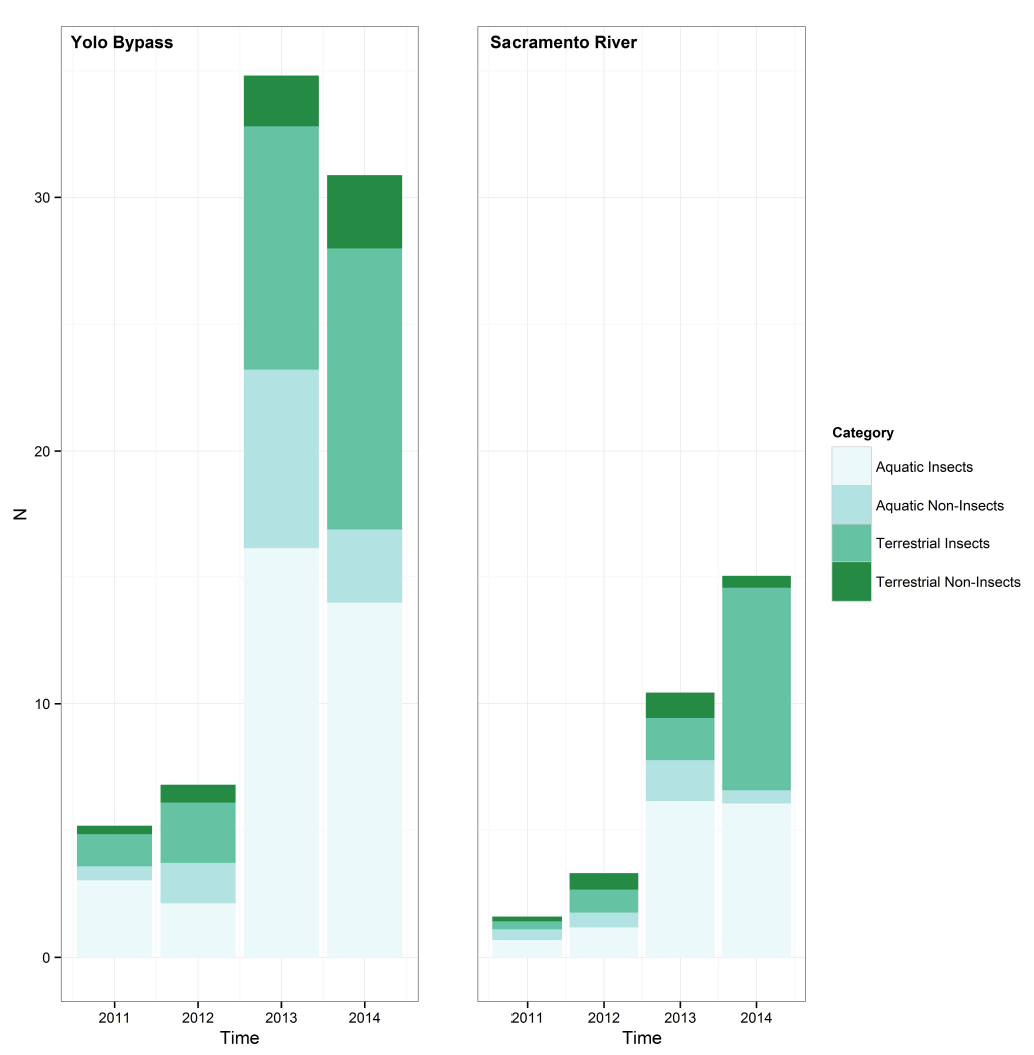 Yolo Bypass
Sacramento River
30
20
10
0
N
2011 2012 2013 2014
Time
2011 2012 2013 2014
Time
Category
Aquatic Insects
Aquatic Non-Insects
Terrestrial Insects
Terrestrial Non-Insects